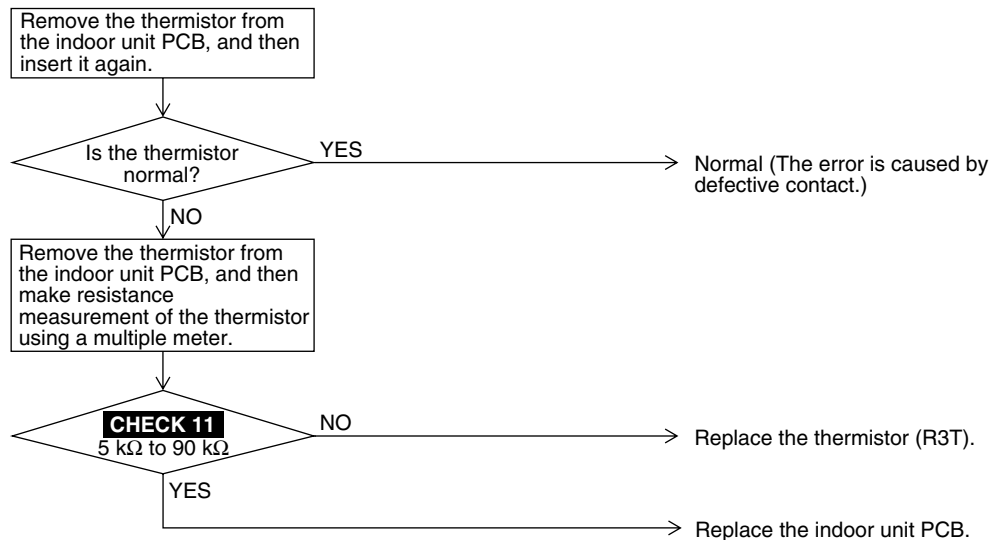 Remove the thermistor from
the indoor unit PCB, and then
insert it again.
Is the thermistor
normal?
YES
Normal (The error is caused by
defective contact.)
NO
Remove the thermistor from
the indoor unit PCB, and then
make resistance
measurement of the thermistor
using a multiple meter.
CHECK 11
5 kΩ to 90 kΩ
NO
Replace the thermistor (R3T).
YES
Replace the indoor unit PCB.